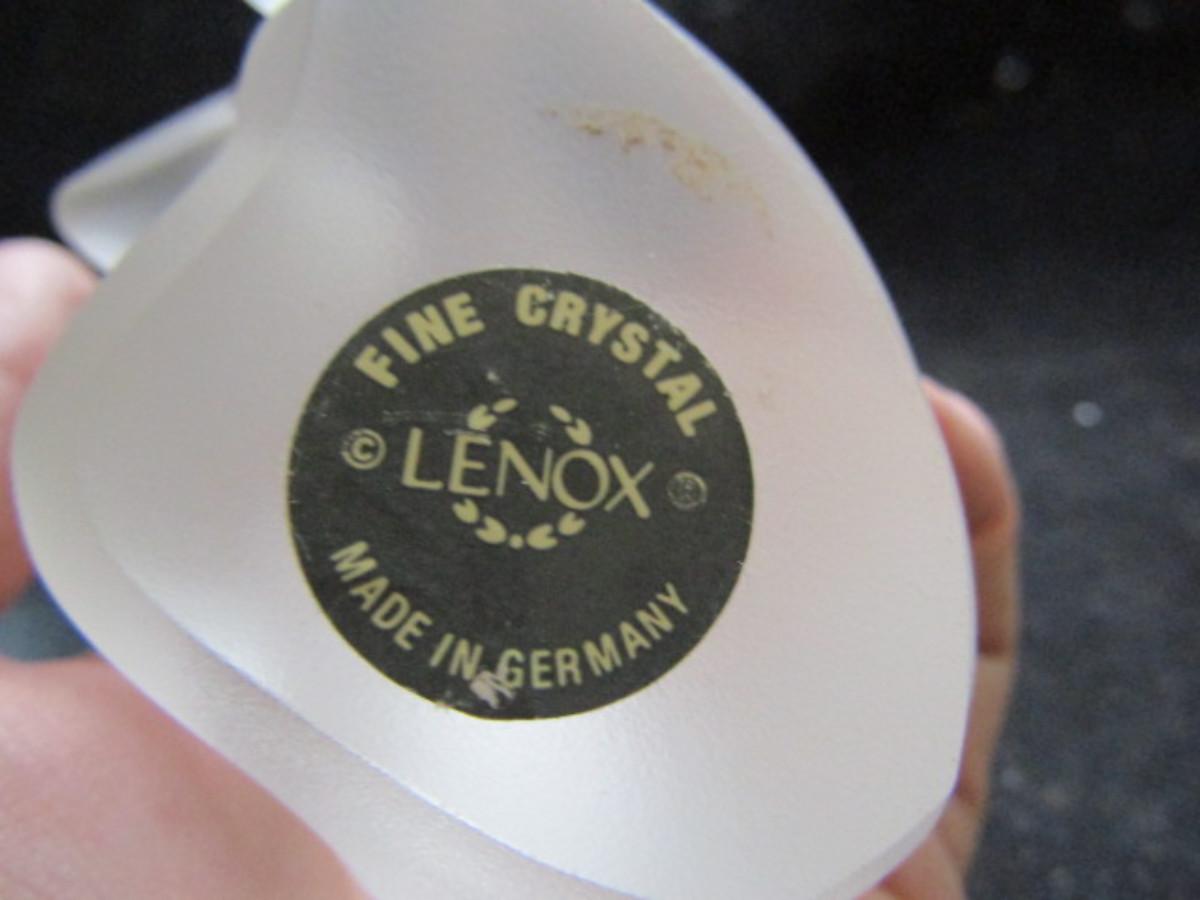 FINE CRYSTAL
© LENOX ®
MADE IN GERMANY